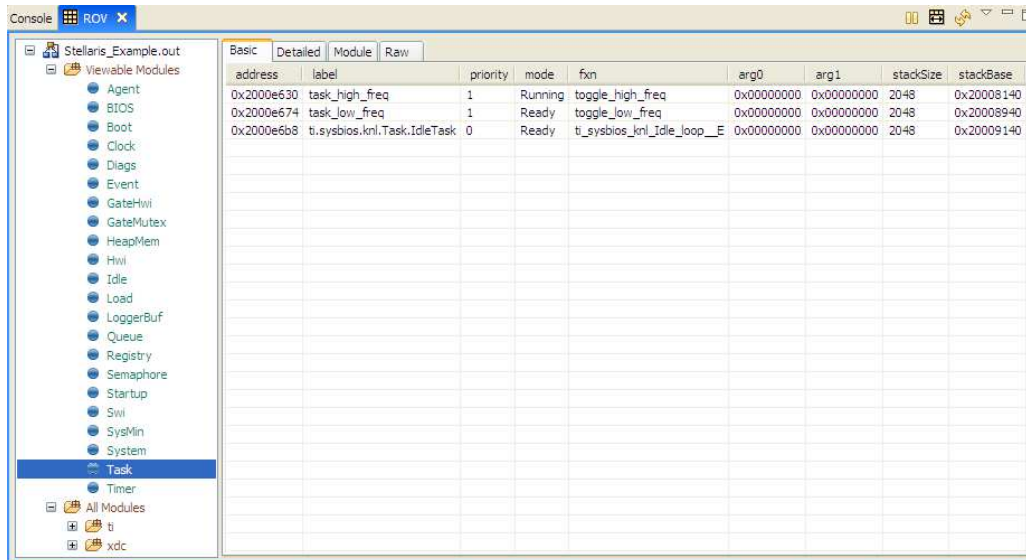 Console ROV
Stellaris_Example.out
Viewable Modules
Agent
BIOS
Boot
Clock
Diags
Event
GateHwi
GateMutex
HeapMem
Hwi
Idle
Load
LoggerBuf
Queue
Registry
Semaphore
Startup
Swi
SysMin
System
Task
Timer
All Modules
ti
xdc
Basic Detailed Module Raw
address label priority mode fxn arg0 arg1 stackSize stackBase
0x2000e630 task_high_freq 1 Running toggle_high_freq 0x00000000 0x00000000 2048 0x20008140
0x2000e674 task_low_freq 1 Ready toggle_low_freq 0x00000000 0x00000000 2048 0x20008940
0x2000e6b8 ti.sysbios.knl.Task.IdleTask 0 Ready ti_sysbios_knl_Idle_loop__E 0x00000000 0x00000000 2048 0x20009140